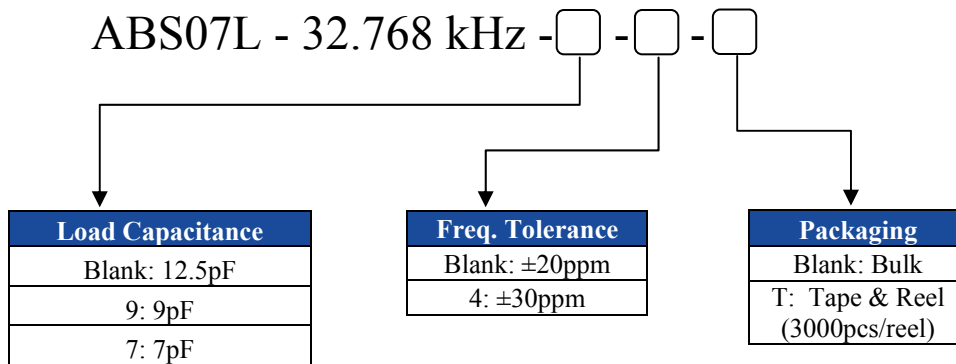 ABS07L - 32.768 kHz - - -
Load Capacitance
Blank: 12.5pF
9: 9pF
7: 7pF
Freq. Tolerance
Blank: ±20ppm
4: ±30ppm
Packaging
Blank: Bulk
T: Tape & Reel
(3000pcs/reel)